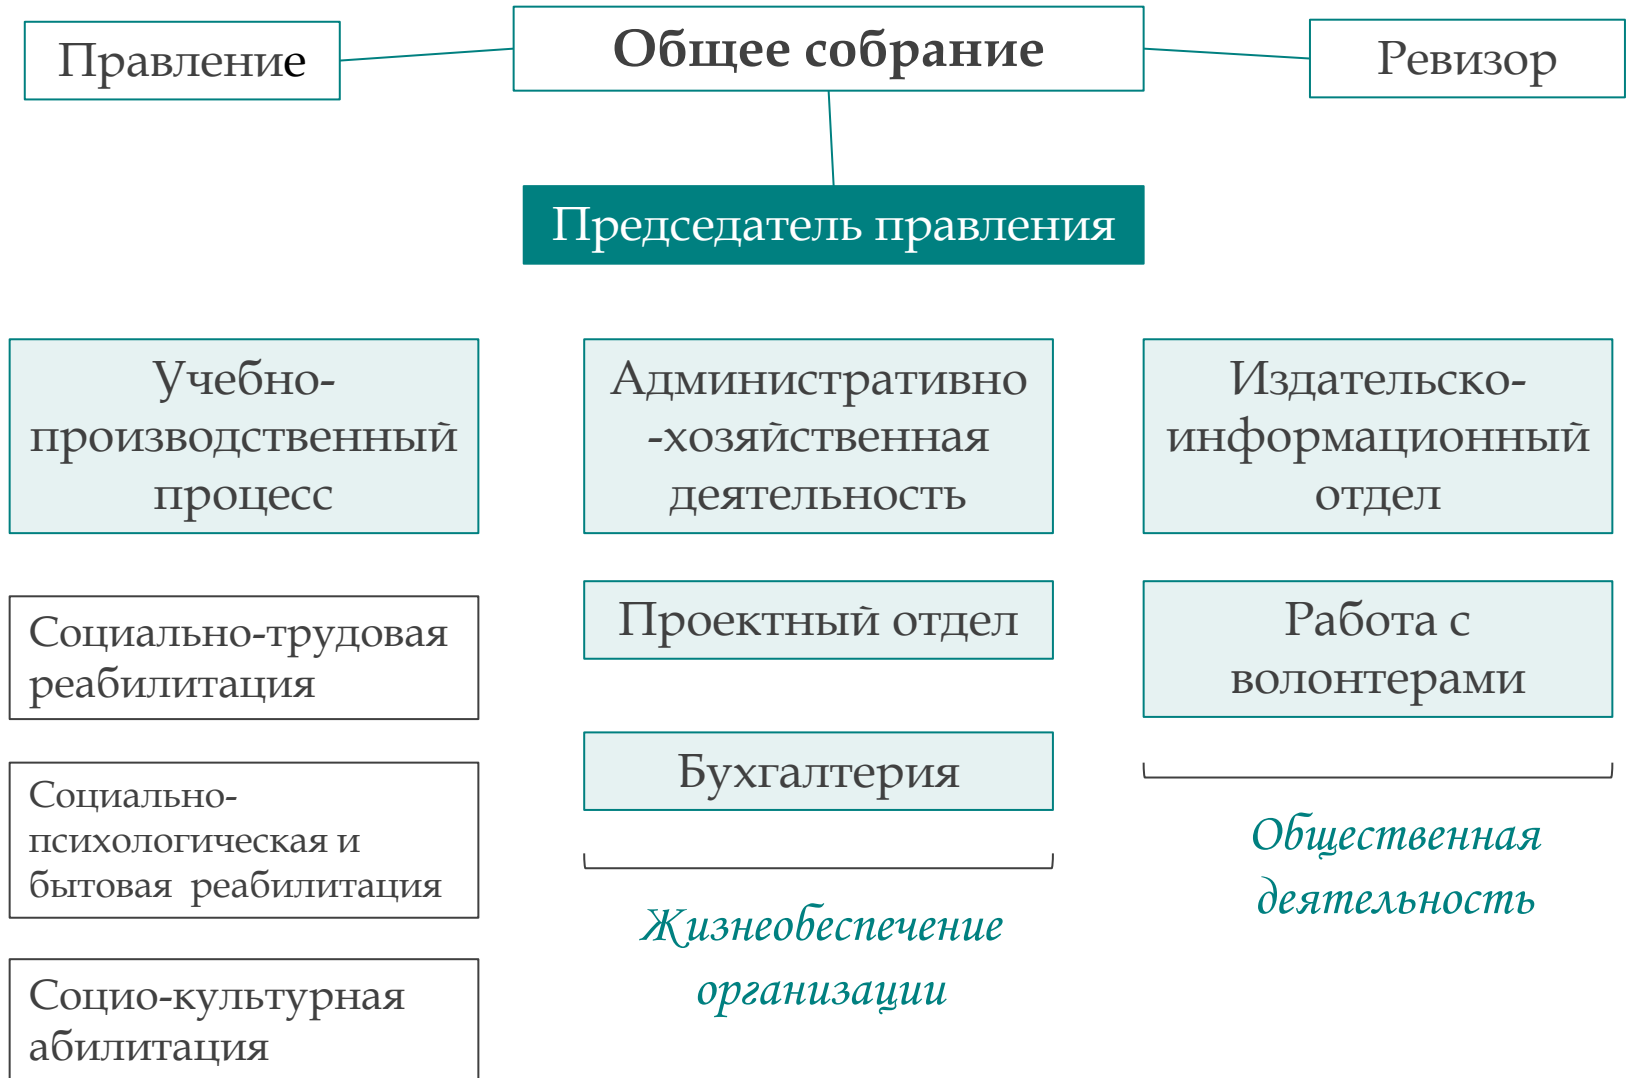 Правление
Общее собрание
Ревизор
Председатель правления
Учебно-
производственный
процесс
Административно
-хозяйственная
деятельность
Издательско-
информационный
отдел
Социально-трудовая
реабилитация
Социально-
психологическая и
бытовая реабилитация
Социо-культурная
абилитация
Проектный отдел
Бухгалтерия
Жизнеобеспечение
организации
Работа с
волонтерами
Общественная
деятельность